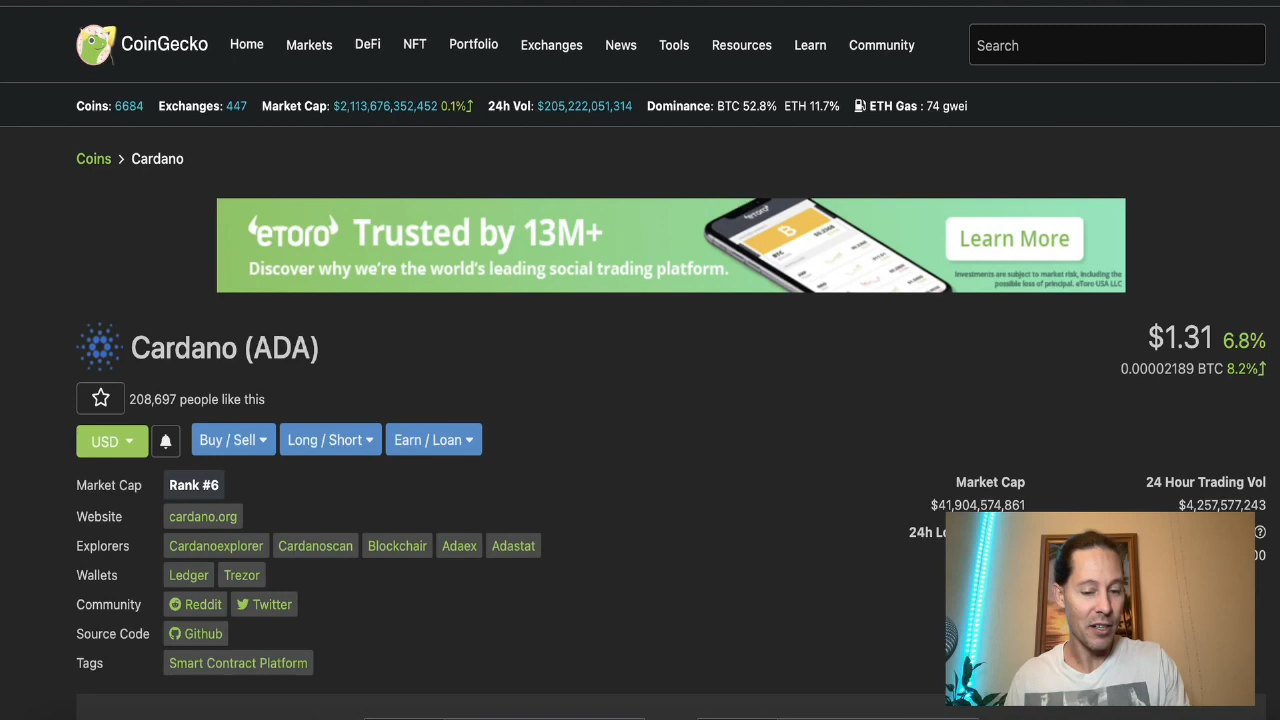 CoinGecko Home Markets DeFi NFT Portfolio Exchanges News Tools Resources Learn Community Search
Coins: 6684 Exchanges: 447 Market Cap: $2,113,676,352,452 0.1% 24h Vol: $205,222,051,314 Dominance: BTC 52.8% ETH 11.7% ETH Gas : 74 gwei
Coins > Cardano
eToro Trusted by 13M+
Learn More
Discover why we're the world's leading social trading platform.
Investments are subject to market risk, including the
possible loss of principal. eToro USA LLC
Cardano (ADA) $1.31 6.8%
0.00002189 BTC 8.2%
208,697 people like this
USD Buy / Sell Long / Short Earn / Loan
Market Cap Rank #6
Market Cap 24 Hour Trading Vol
$41,904,574,861 $4,257,577,243
Website cardano.org
24h Lo
Explorers Cardanoexplorer Cardanoscan Blockchair Adaex Adastat
00
Wallets Ledger Trezor
Community Reddit Twitter
Source Code Github
Tags Smart Contract Platform